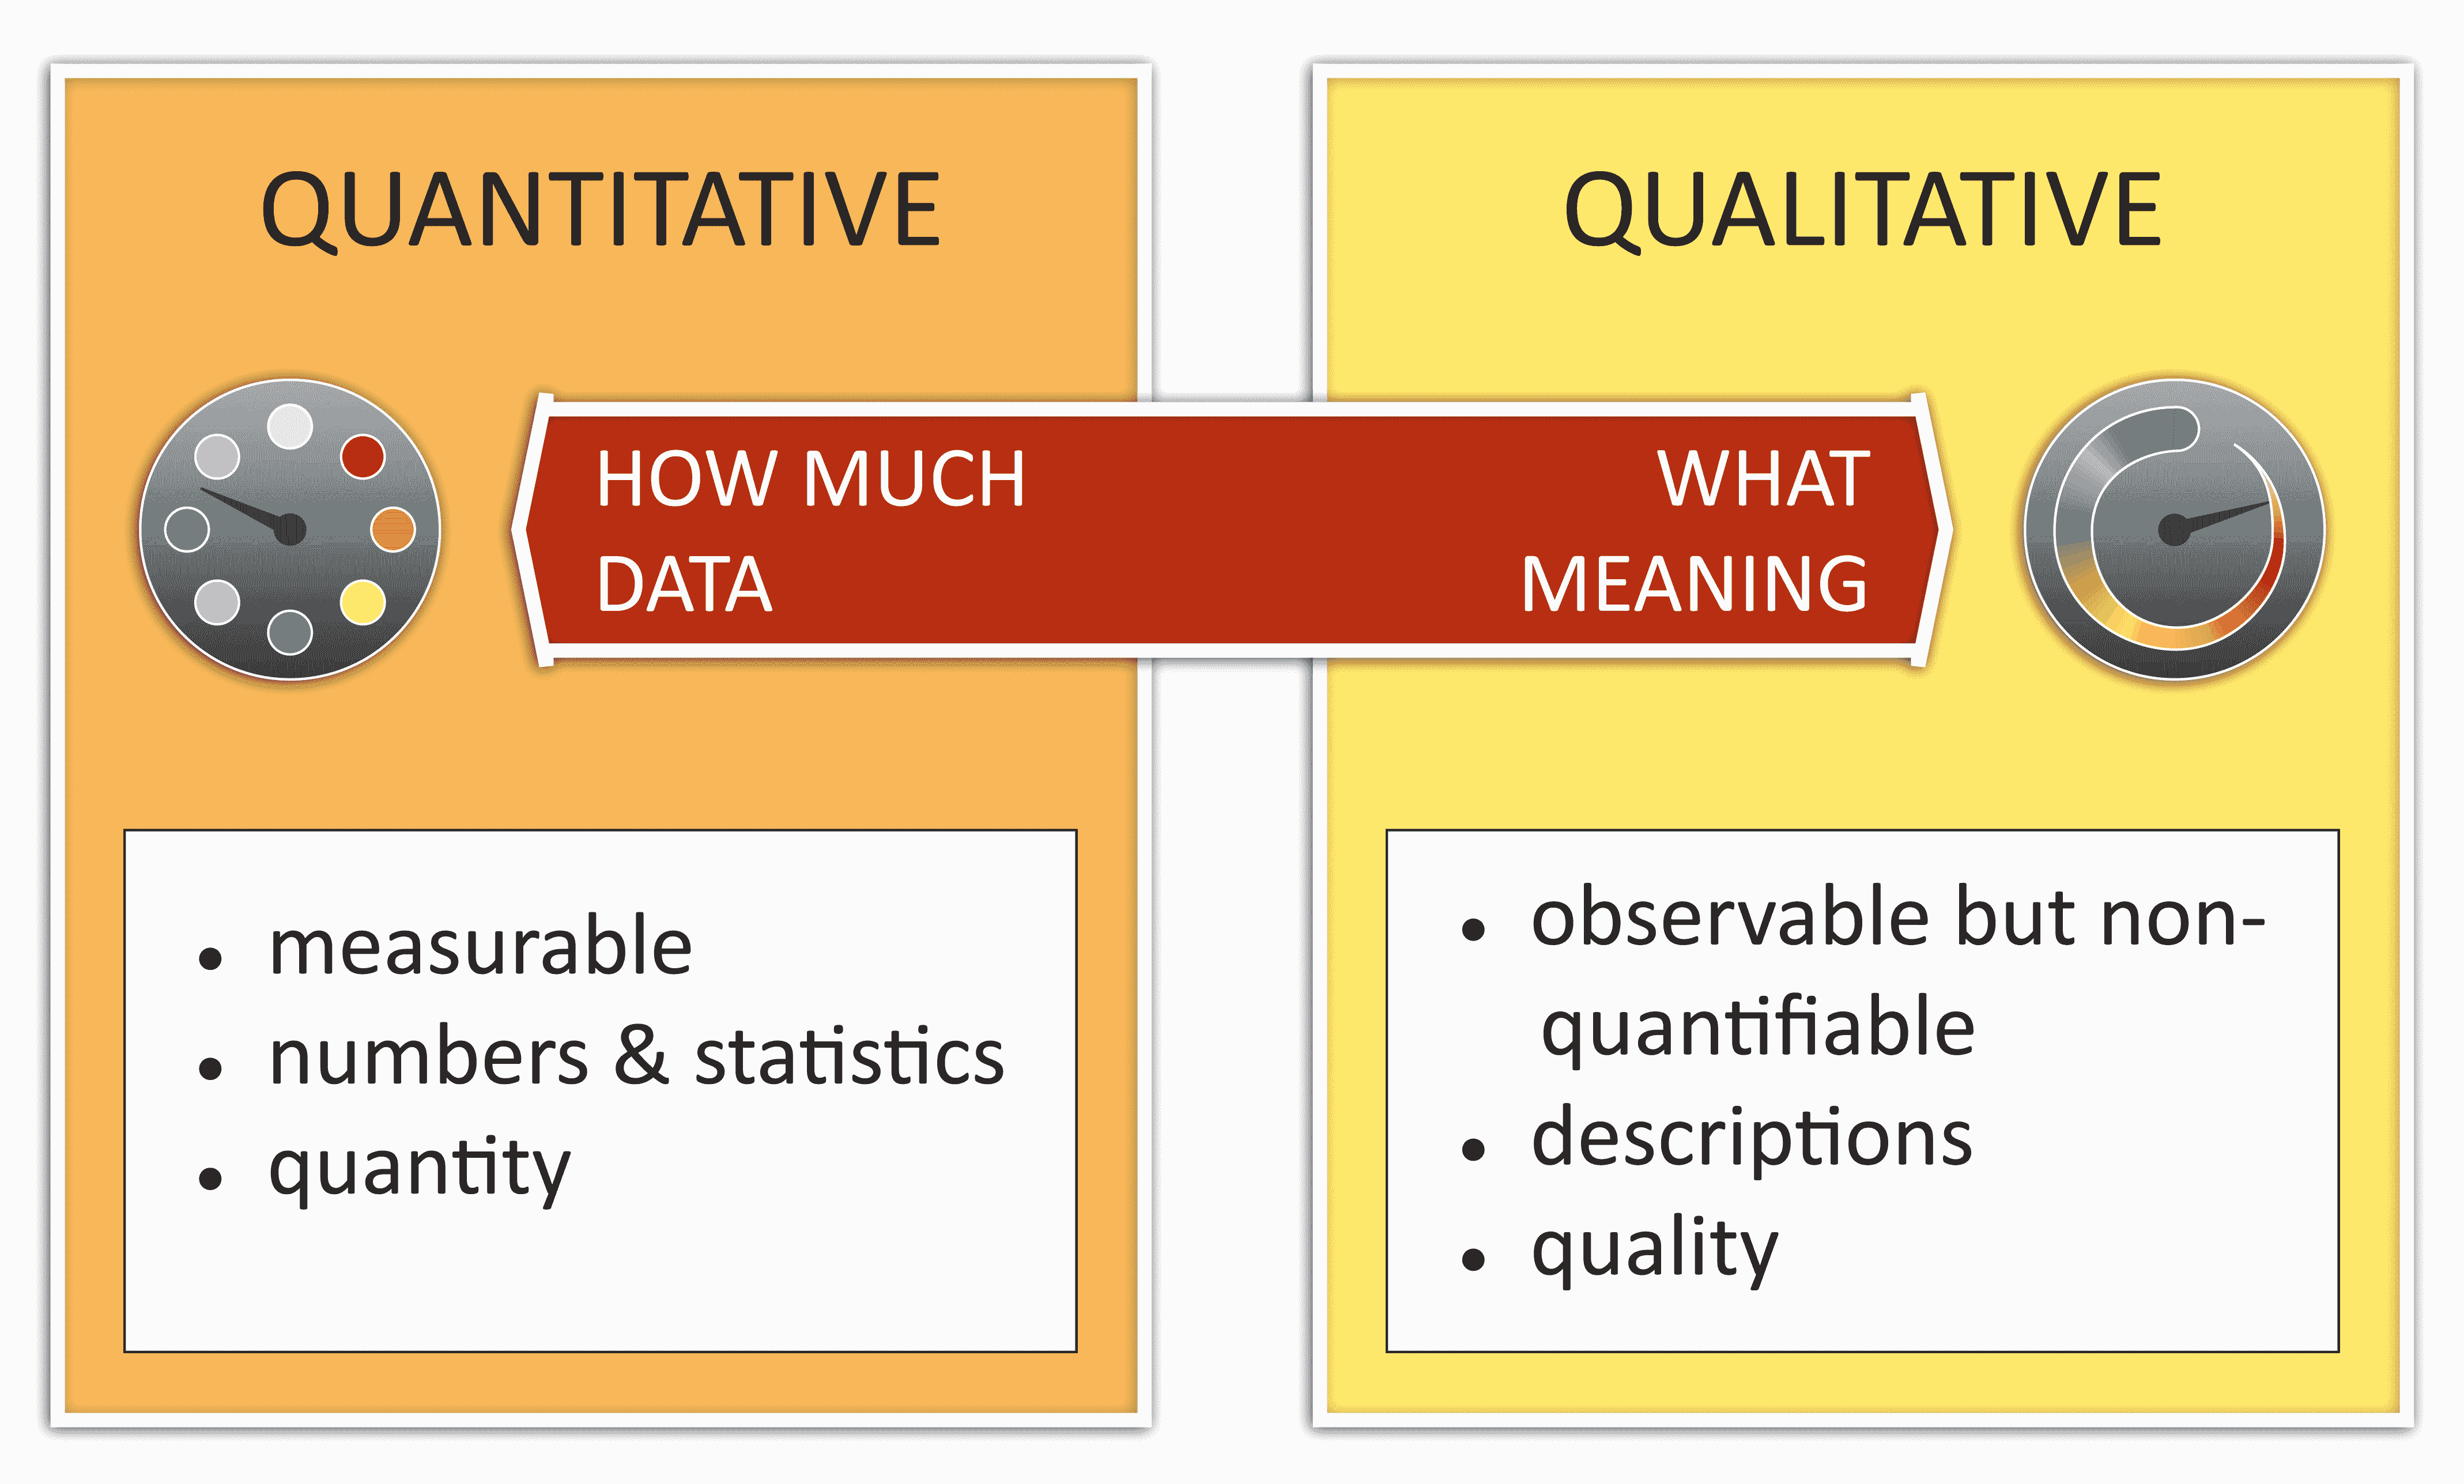 QUANTITATIVE
HOW MUCH
DATA
• measurable
• numbers & statistics
• quantity
QUALITATIVE
WHAT
MEANING
• observable but non-
quantifiable
• descriptions
• quality